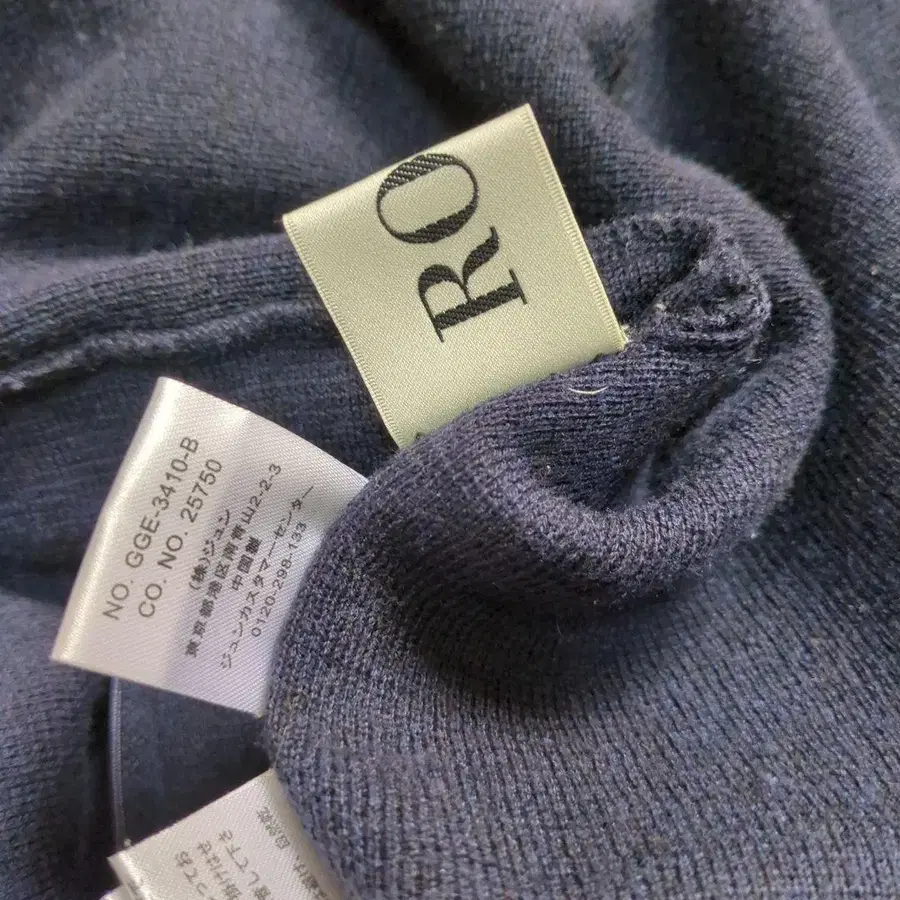 RO
NO. GGE-3410-B
CO. NO. 25750
(株)ジュン
東京都港区南青山2-2-3
中国製
ジュンカスタマーセンター
0120-298-133